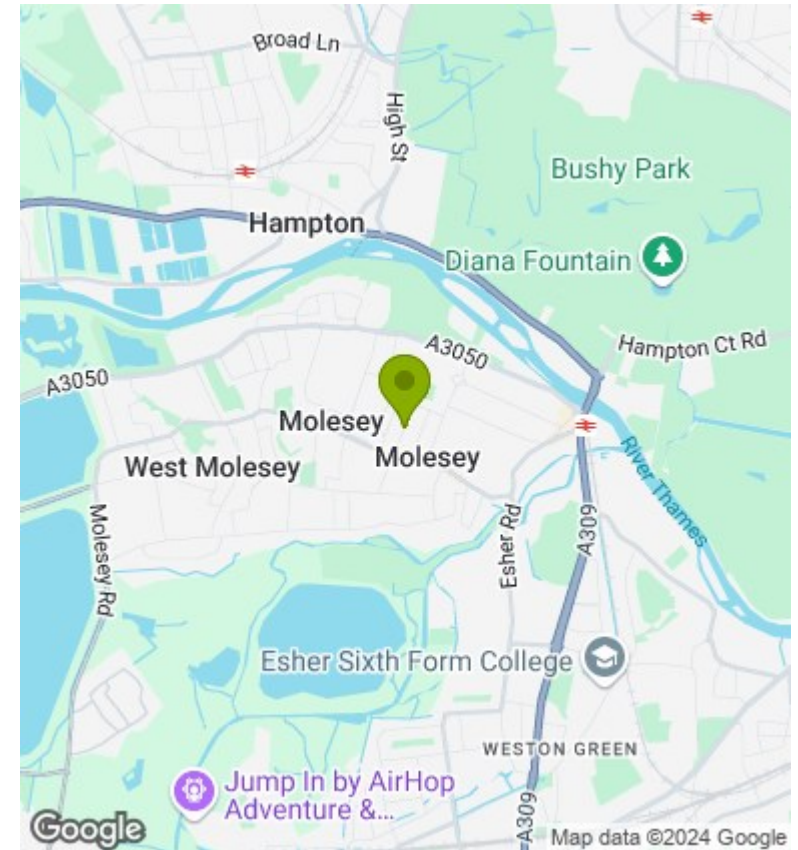 Broad Ln
High St
Bushy Park
Hampton
Diana Fountain
Hampton Ct Rd
A3050
A3050
Molesey
Molesey
West Molesey
River Thames
Molesey Rd
Esher Rd
A309
Esher Sixth Form College
WESTON GREEN
Jump In by AirHop
Adventure &...
A309
Google
Map data ©2024 Google